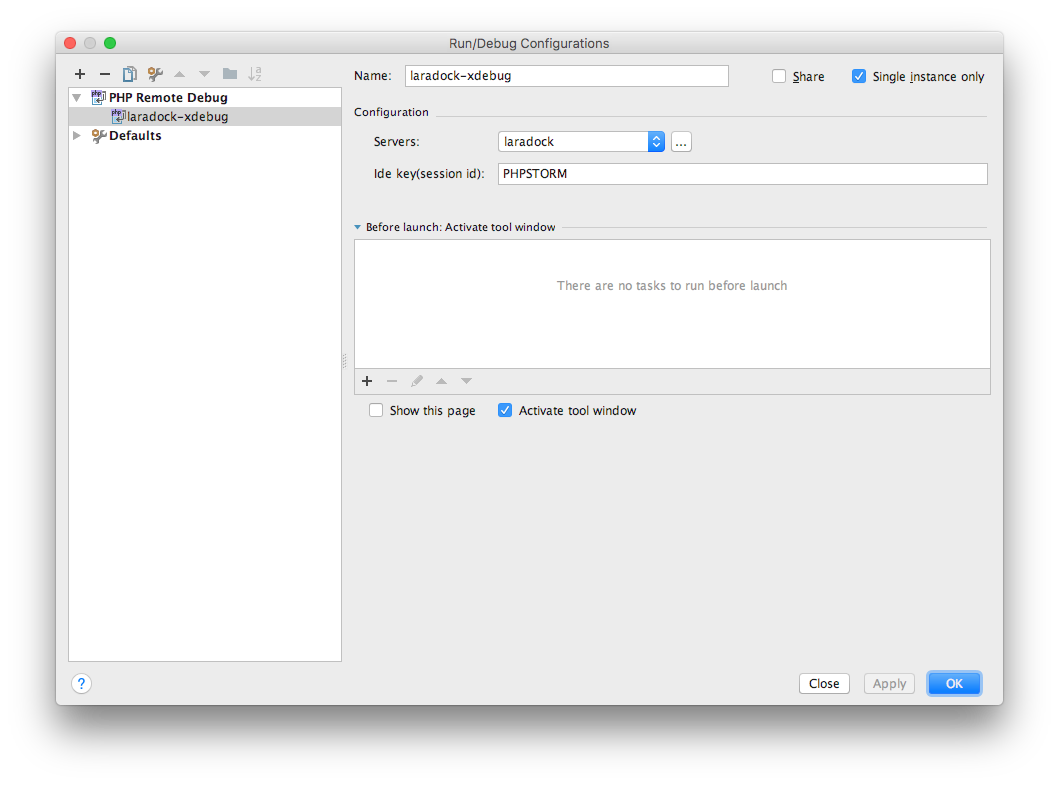 Run/Debug Configurations
Name: laradock-xdebug Share Single instance only
PHP Remote Debug
laradock-xdebug
Defaults
Configuration
Servers: laradock ...
Ide key(session id): PHPSTORM
Before launch: Activate tool window
There are no tasks to run before launch
Show this page Activate tool window
? Close Apply OK